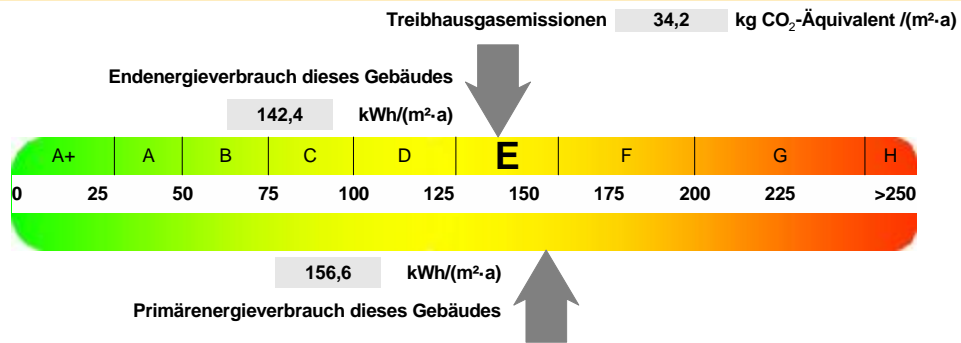 Treibhausgasemissionen 34,2 kg CO₂-Äquivalent /(m²·a)
Endenergieverbrauch dieses Gebäudes
142,4 kWh/(m²·a)
A+ A B C D E F G H
0 25 50 75 100 125 150 175 200 225 >250
156,6 kWh/(m²·a)
Primärenergieverbrauch dieses Gebäudes